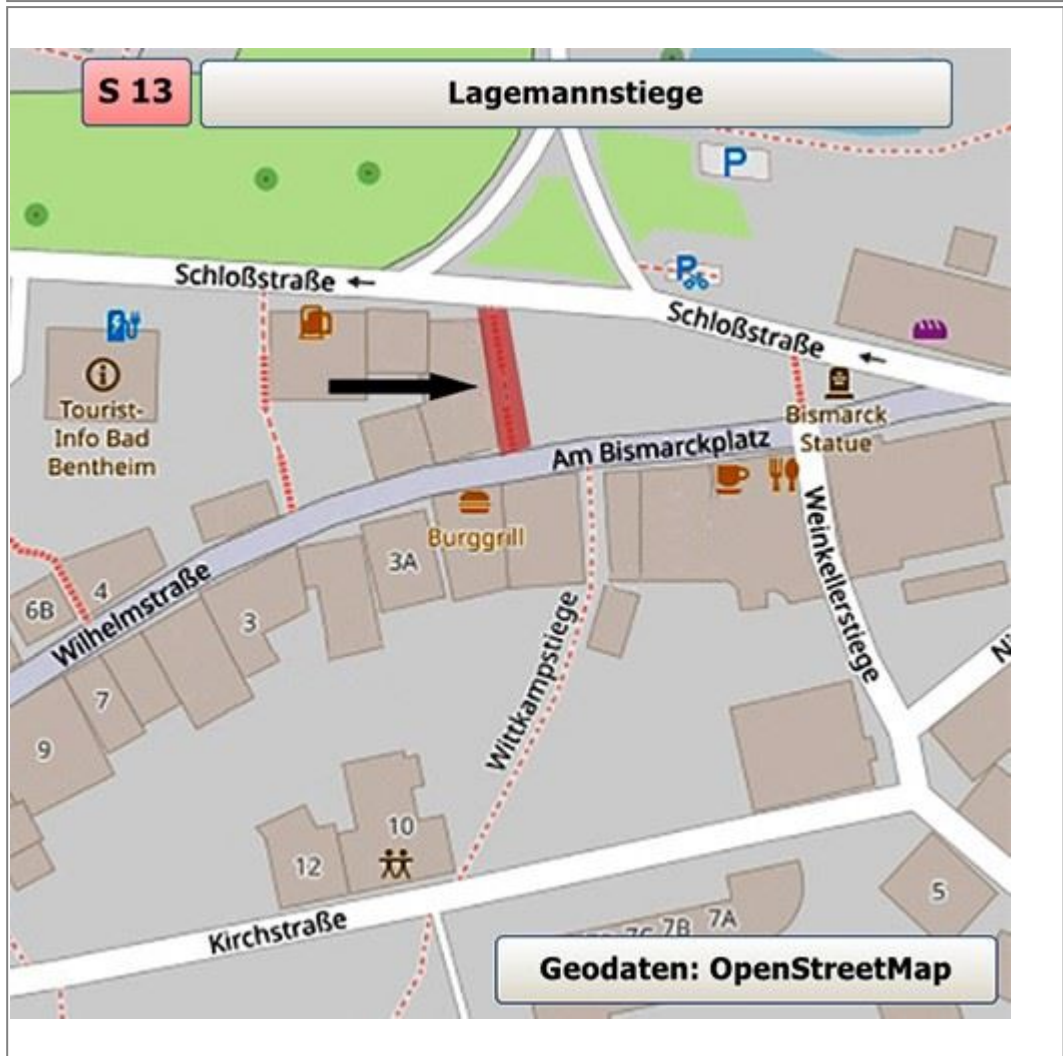 S 13
Lagemannstiege
P
P
Schloßstraße
Schloßstraße
Tourist-
Info Bad
Bentheim
Bismarck
Statue
Am Bismarckplatz
Burggrill
Weinkellerstiege
3A
4
6B
Wilhelmstraße
3
Wittkampstiege
7
9
10
12
5
Kirchstraße
7B
7A
Geodaten: OpenStreetMap